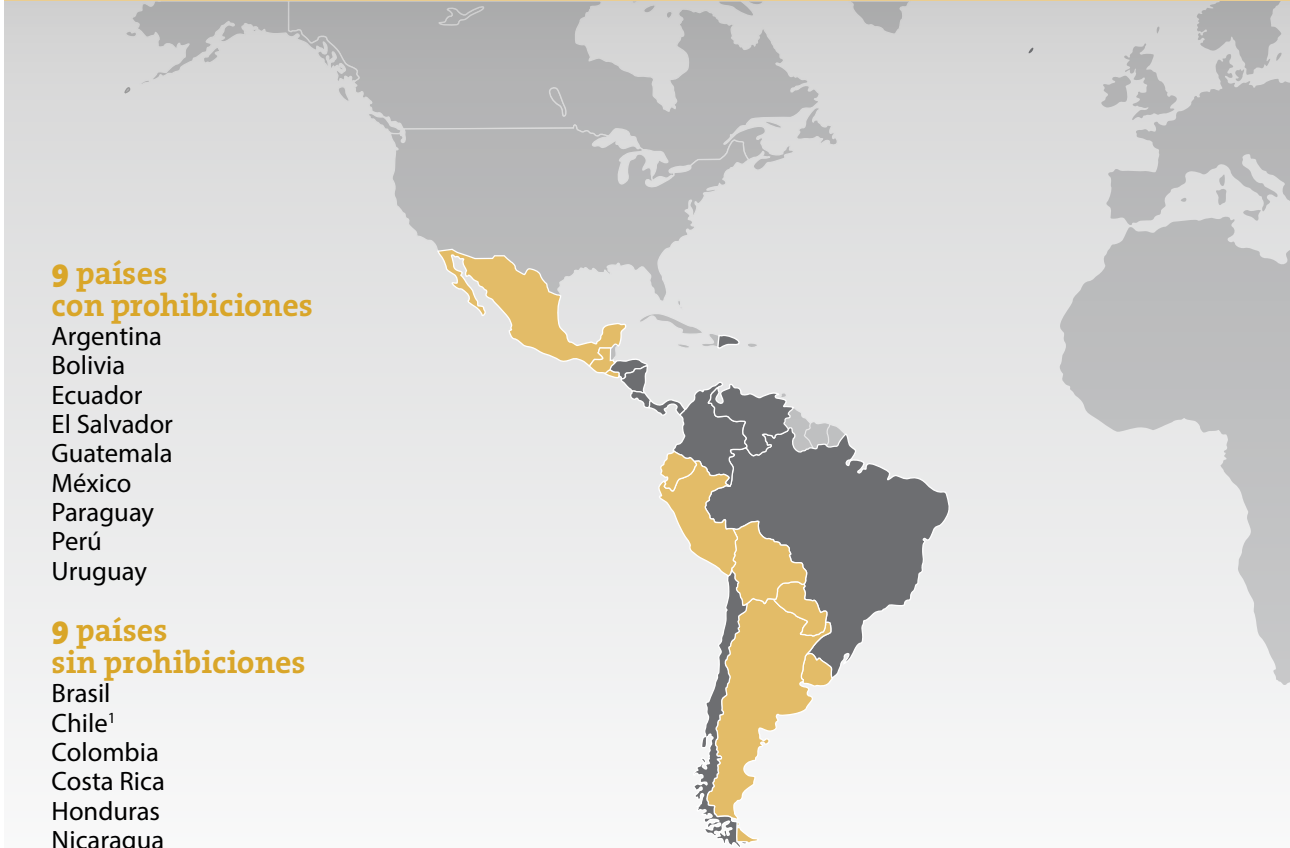 9 países
con prohibiciones
Argentina
Bolivia
Ecuador
El Salvador
Guatemala
México
Paraguay
Perú
Uruguay
9 países
sin prohibiciones
Brasil
Chile¹
Colombia
Costa Rica
Honduras
Nicaragua